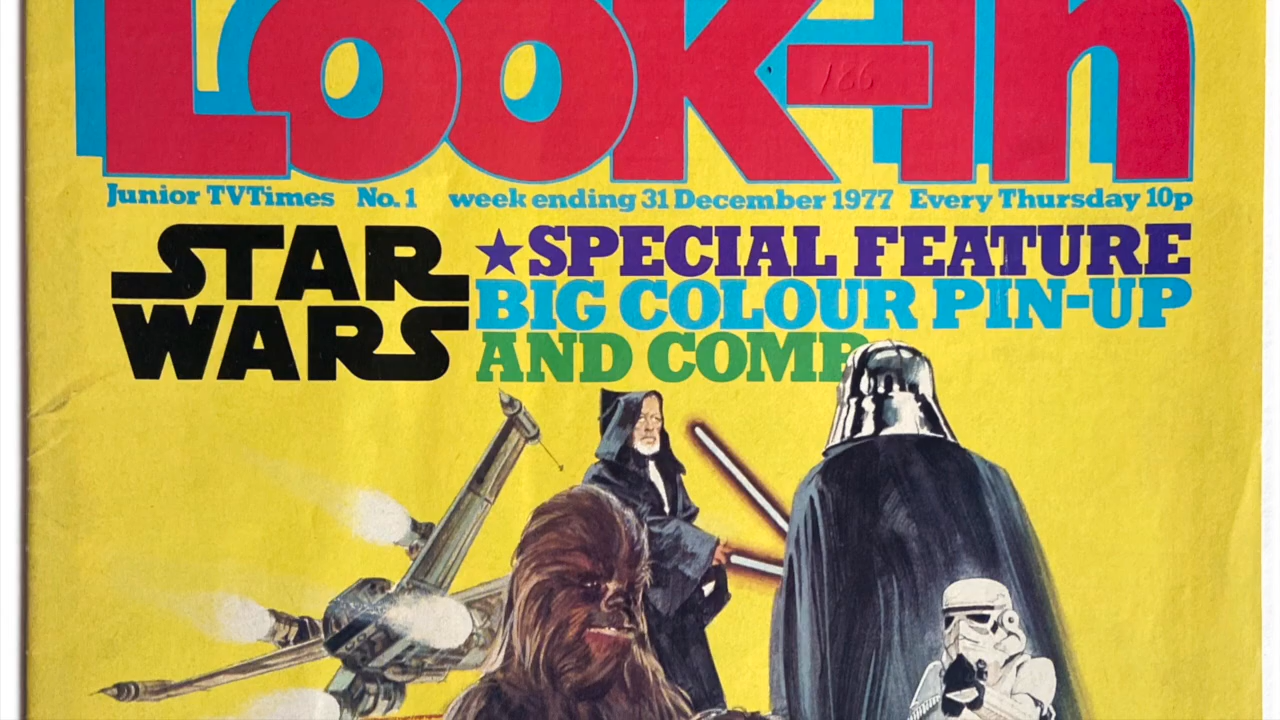 Look-in
186
Junior TVTimes No.1 week ending 31 December 1977 Every Thursday 10p
STAR
WARS
★SPECIAL FEATURE
BIG COLOUR PIN-UP
AND COMP